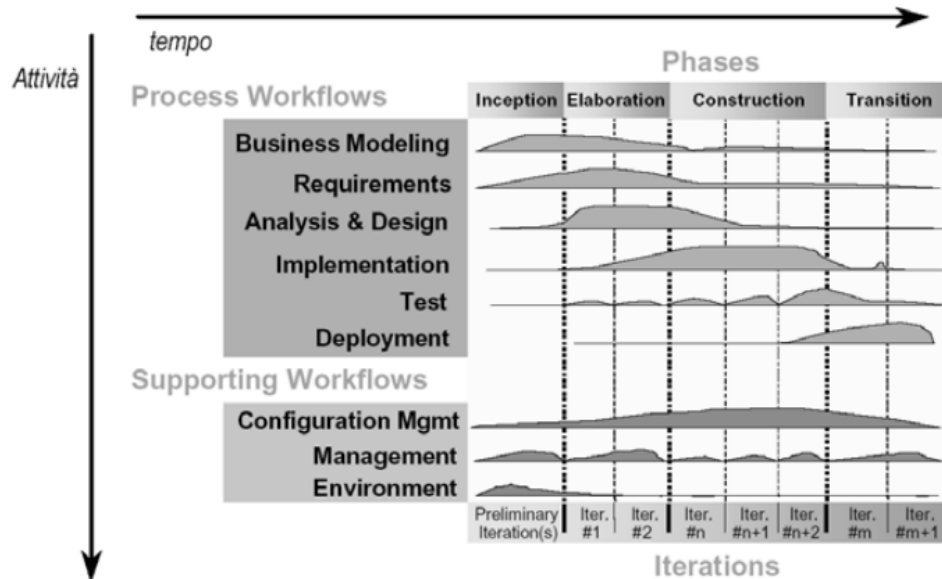 tempo
Attività
Phases
Process Workflows
Inception Elaboration Construction Transition
Business Modeling
Requirements
Analysis & Design
Implementation
Test
Deployment
Supporting Workflows
Configuration Mgmt
Management
Environment
Preliminary Iter. Iter. Iter. Iter. Iter. Iter. Iter.
Iteration(s) #1 #2 #n #n+1 #n+2 #m #m+1
Iterations